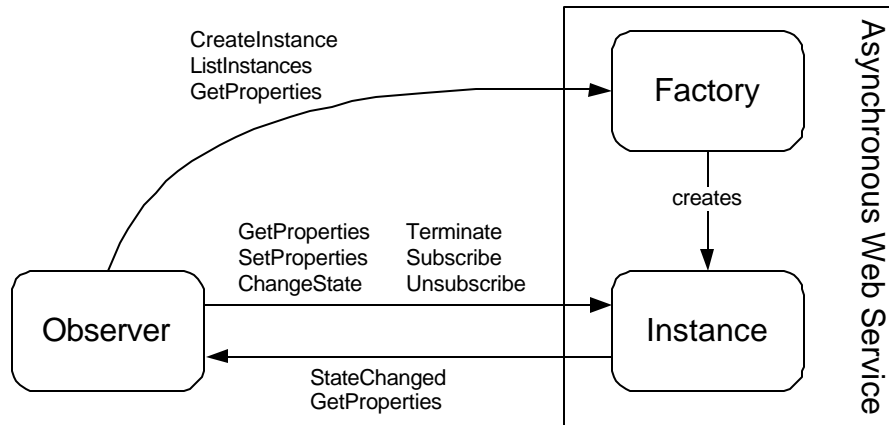 CreateInstance
ListInstances
GetProperties
Factory
Asynchronous Web Service
creates
GetProperties Terminate
SetProperties Subscribe
ChangeState Unsubscribe
Observer
Instance
StateChanged
GetProperties